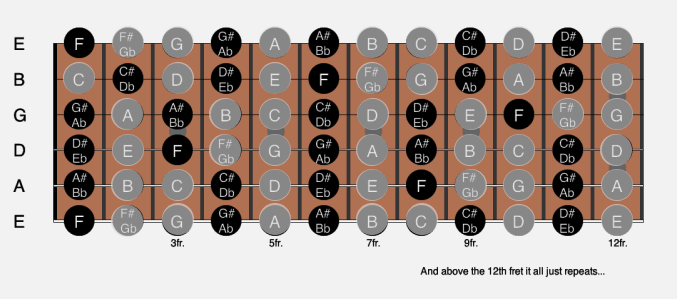 E F F# Gb G G# Ab A A# Bb B C C# Db D D# Eb E
B C C# Db D D# Eb E F F# Gb G G# Ab A A# Bb B
G G# Ab A A# Bb B C C# Db D D# Eb E F F# Gb G
D D# Eb E F F# Gb G G# Ab A A# Bb B C C# Db D
A A# Bb B C C# Db D D# Eb E F F# Gb G G# Ab A
E F F# Gb G G# Ab A A# Bb B C C# Db D D# Eb E
3fr. 5fr. 7fr. 9fr. 12fr.
And above the 12th fret it all just repeats...